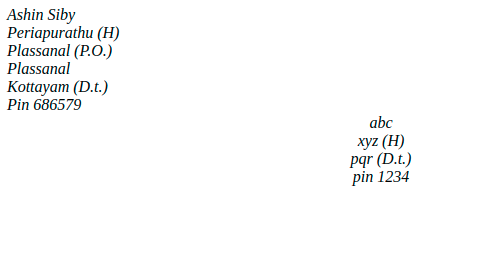 Ashin Siby
Periapurathu (H)
Plassanal (P.O.)
Plassanal
Kottayam (D.t.)
Pin 686579
abc
xyz (H)
pqr (D.t.)
pin 1234